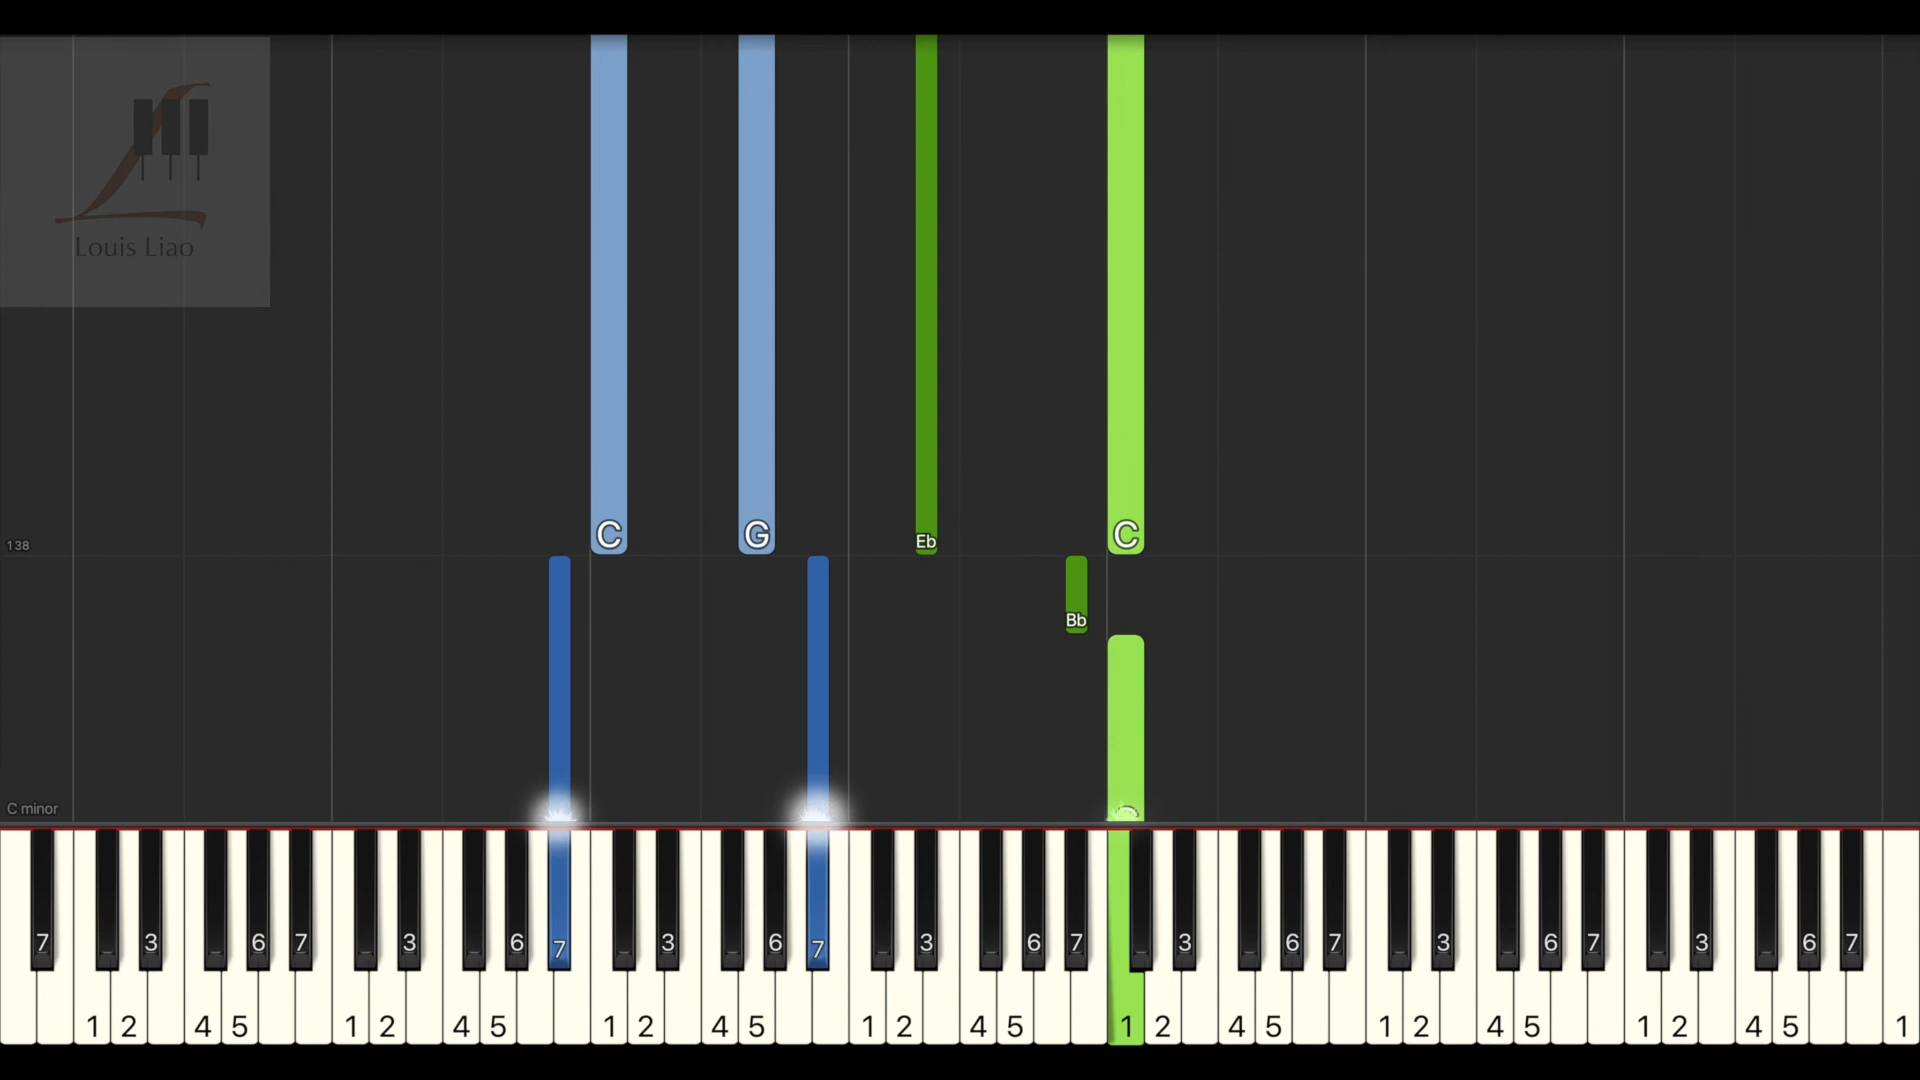 Louis Liao
C G Eb C
138
Bb
C minor
7 3 6 7 3 6 7 3 6 7 3 6 7 3 6 7 3 6 7 3 6 7
1 2 4 5 1 2 4 5 1 2 4 5 1 2 4 5 1 2 4 5 1 2 4 5 1 2 4 5 1